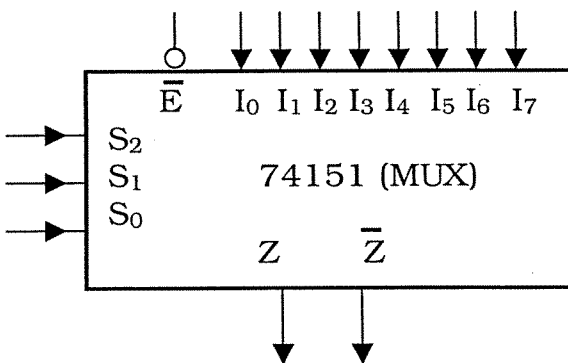 E̅ I₀ I₁ I₂ I₃ I₄ I₅ I₆ I₇
S₂
S₁ 74151 (MUX)
S₀
Z Z̅